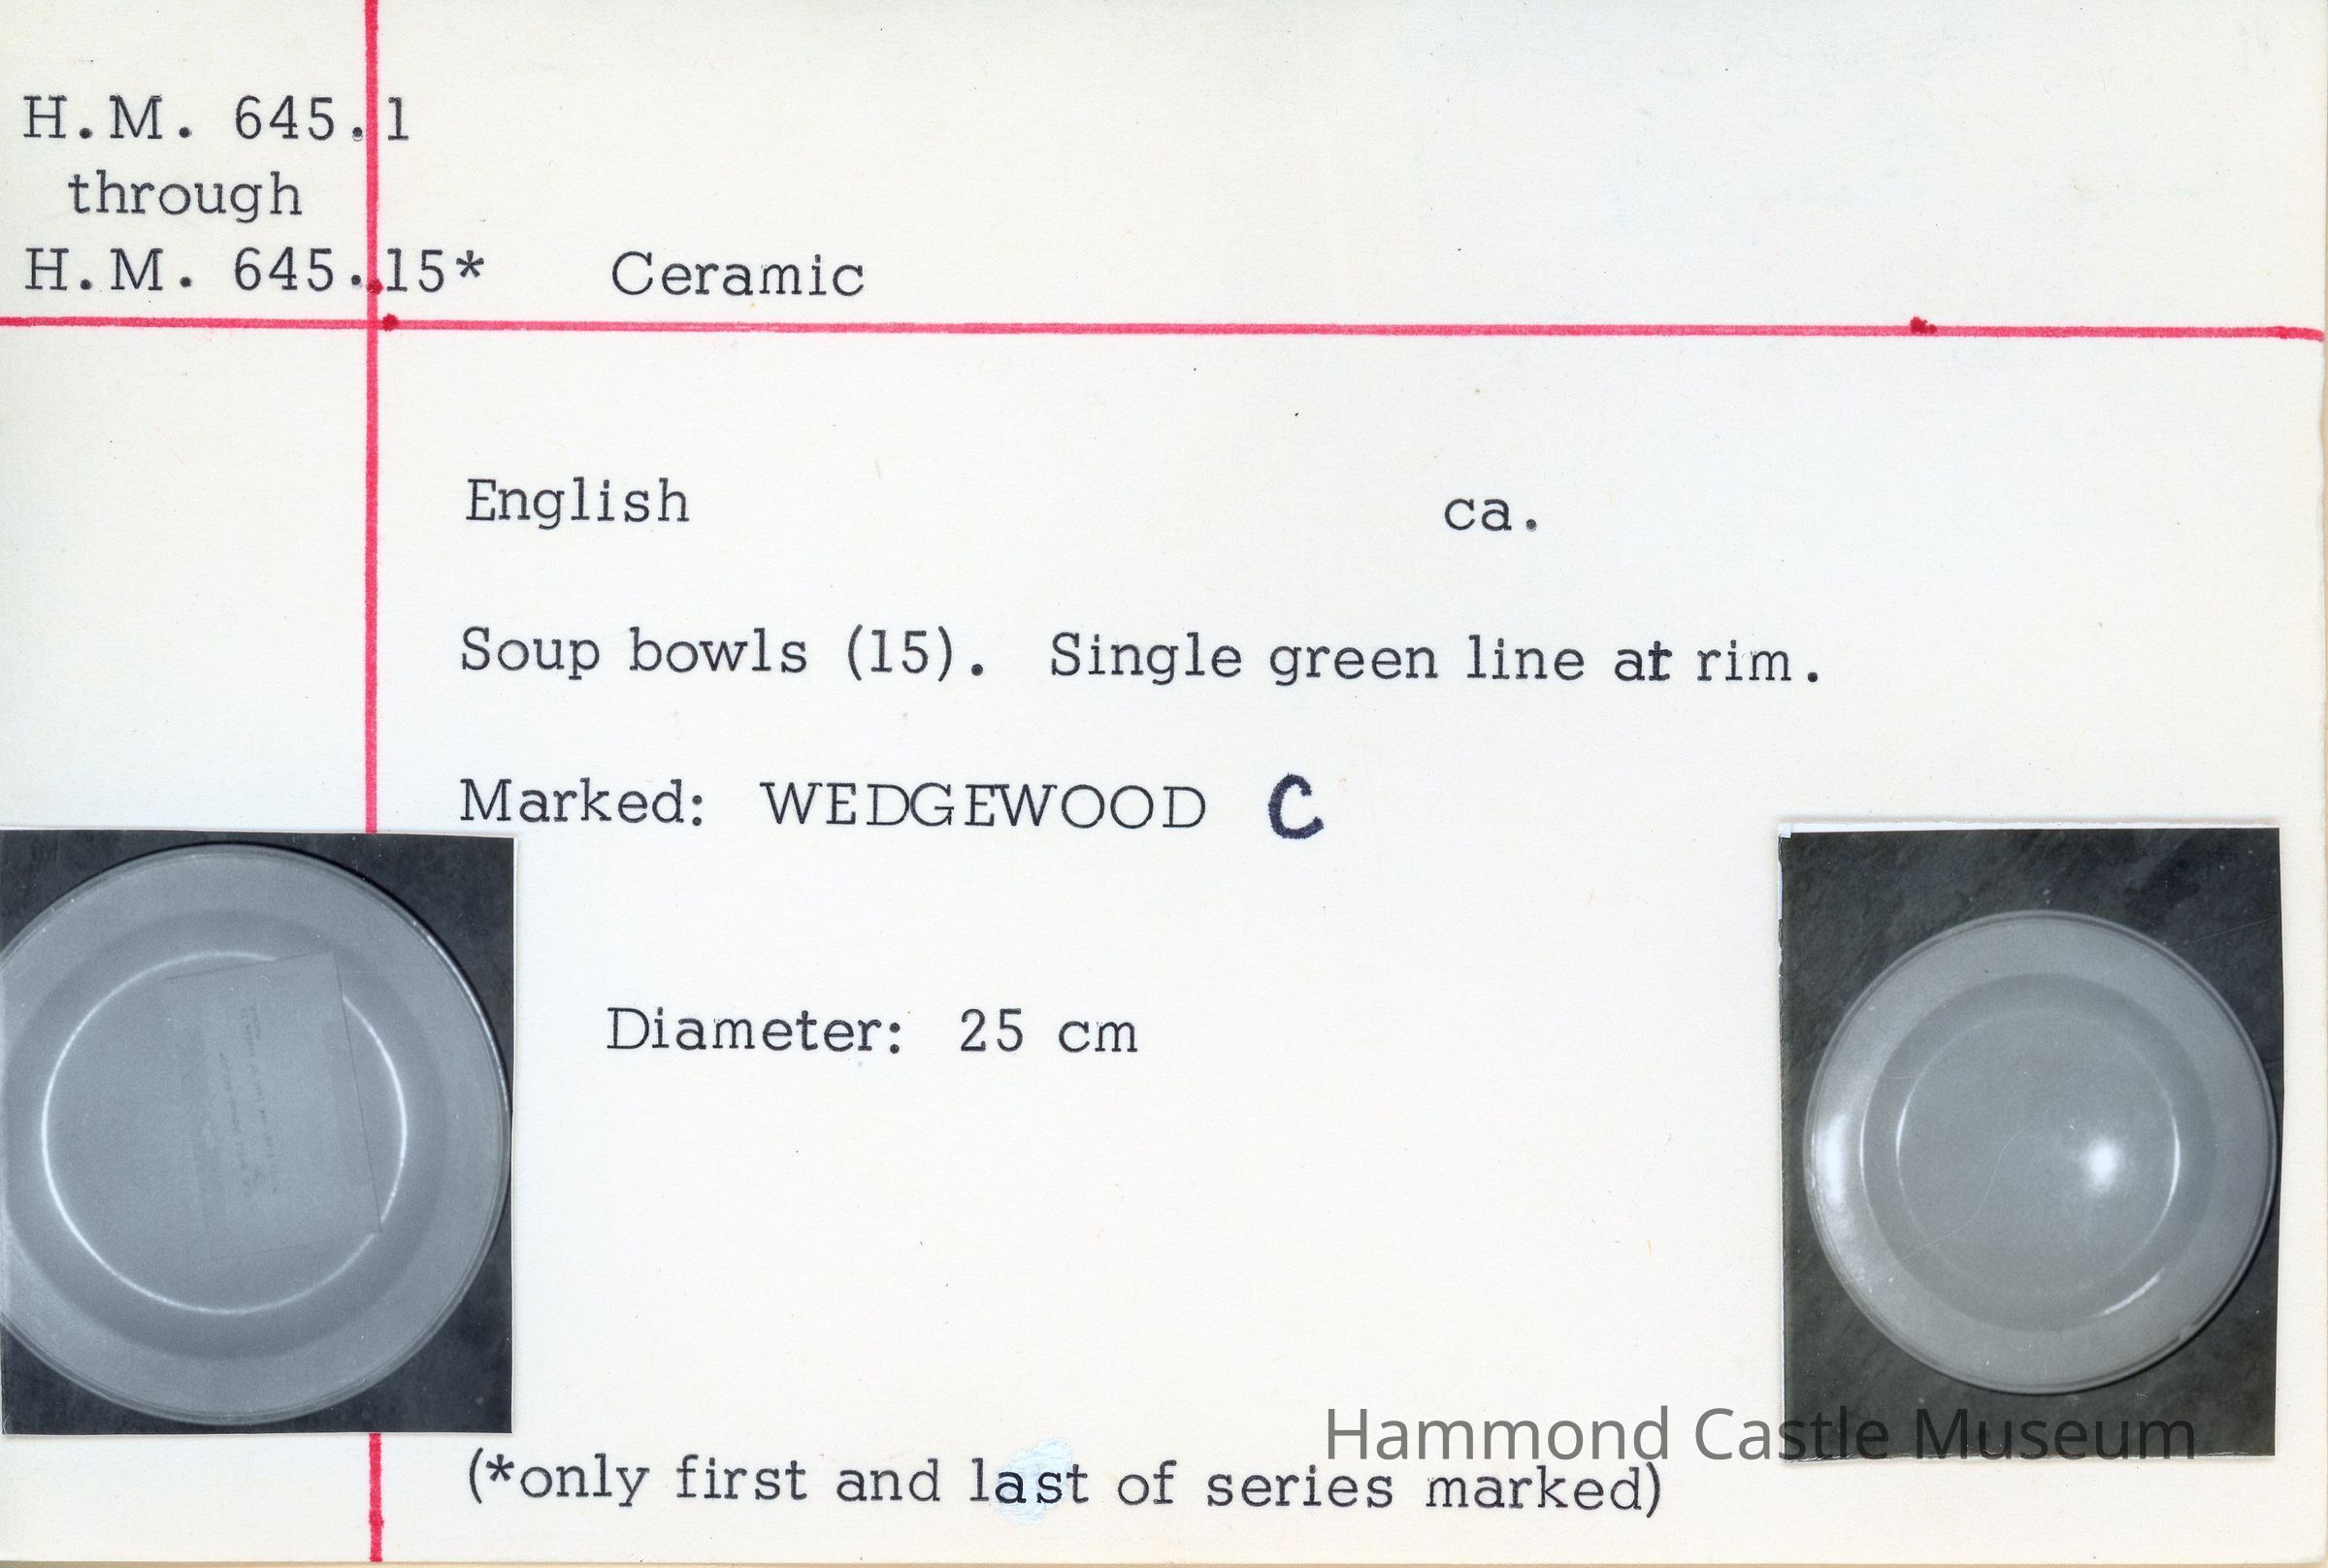 H.M. 645.1
through
H.M. 645.15* Ceramic
English ca.
Soup bowls (15). Single green line at rim.
Marked: WEDGEWOOD C
Diameter: 25 cm
Hammond Castle Museum
(*only first and last of series marked)